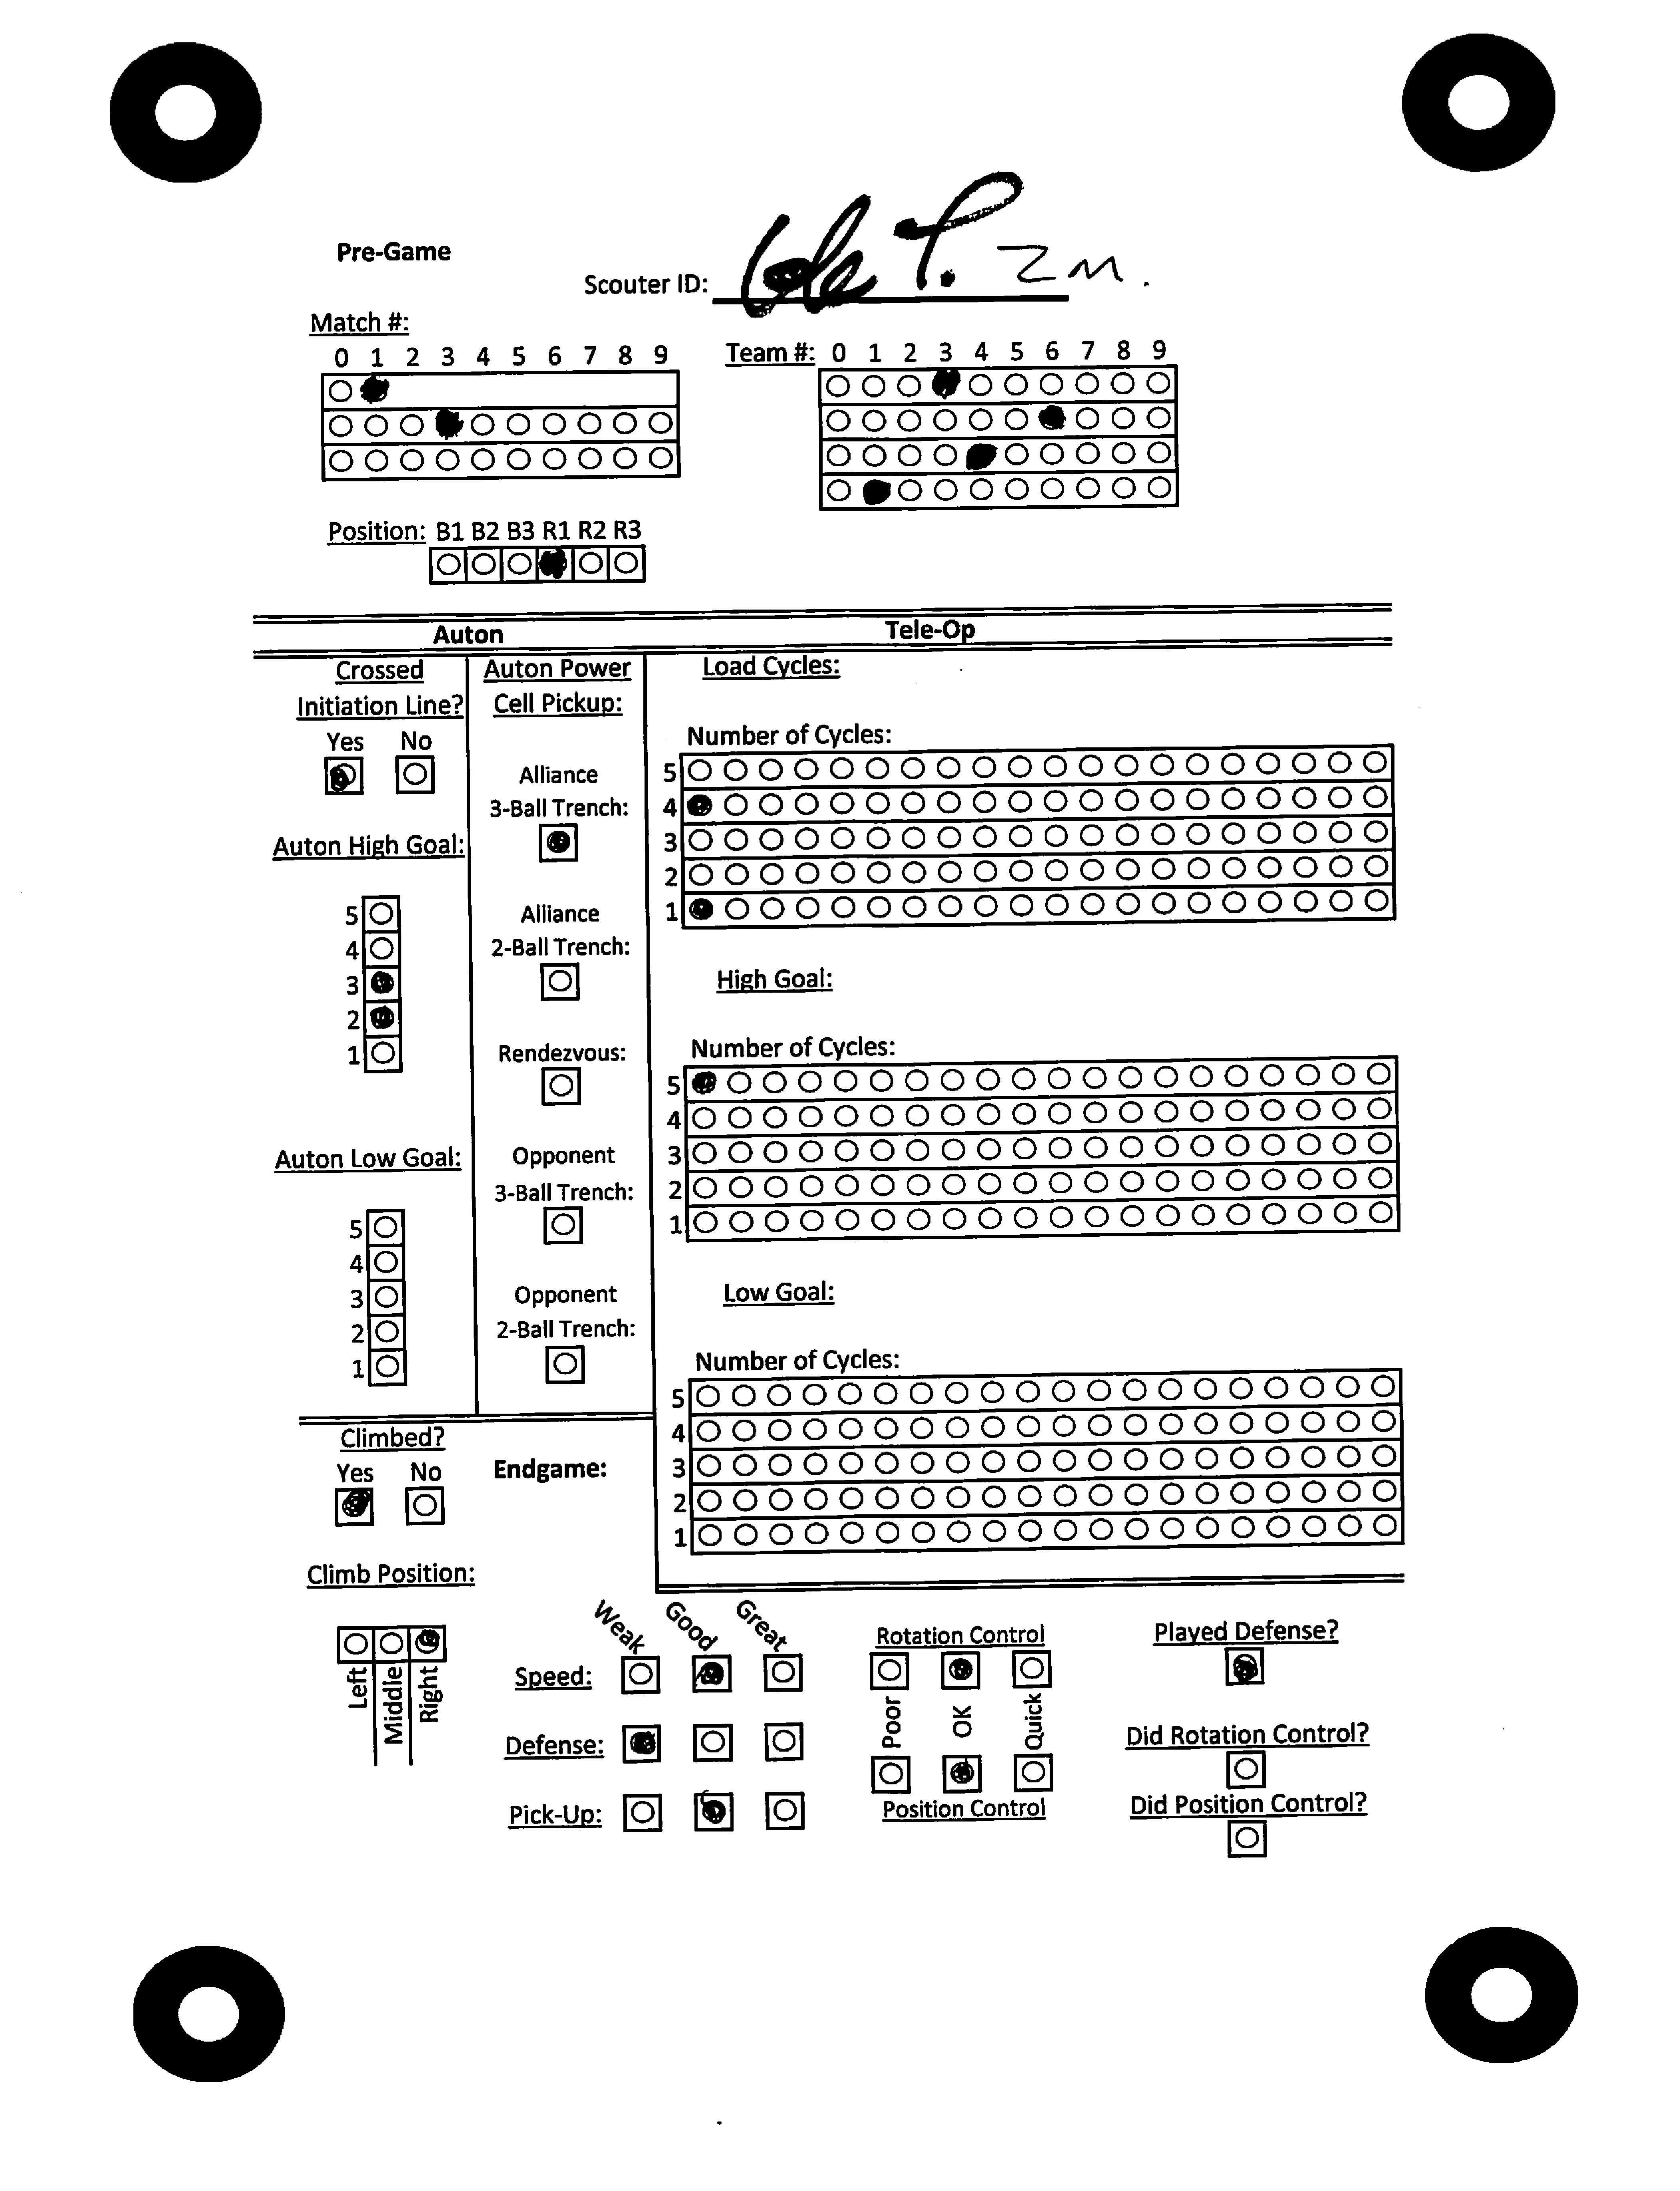 Pre-Game
Scouter ID: T. ZM.
Match #:
0 1 2 3 4 5 6 7 8 9
Team #: 0 1 2 3 4 5 6 7 8 9
Position: B1 B2 B3 R1 R2 R3
Auton
Tele-Op
Crossed
Initiation Line?
Yes No
Auton High Goal:
5
4
3
2
1
Auton Low Goal:
5
4
3
2
1
Auton Power
Cell Pickup:
Alliance
3-Ball Trench:
Alliance
2-Ball Trench:
Rendezvous:
Opponent
3-Ball Trench:
Opponent
2-Ball Trench:
Load Cycles:
Number of Cycles:
5
4
3
2
1
High Goal:
Number of Cycles:
5
4
3
2
1
Low Goal:
Number of Cycles:
5
4
3
2
1
Climbed?
Yes No
Endgame:
Climb Position:
Left
Middle
Right
Weak Good Great
Speed:
Defense:
Pick-Up:
Rotation Control
Poor OK Quick
Position Control
Played Defense?
Did Rotation Control?
Did Position Control?